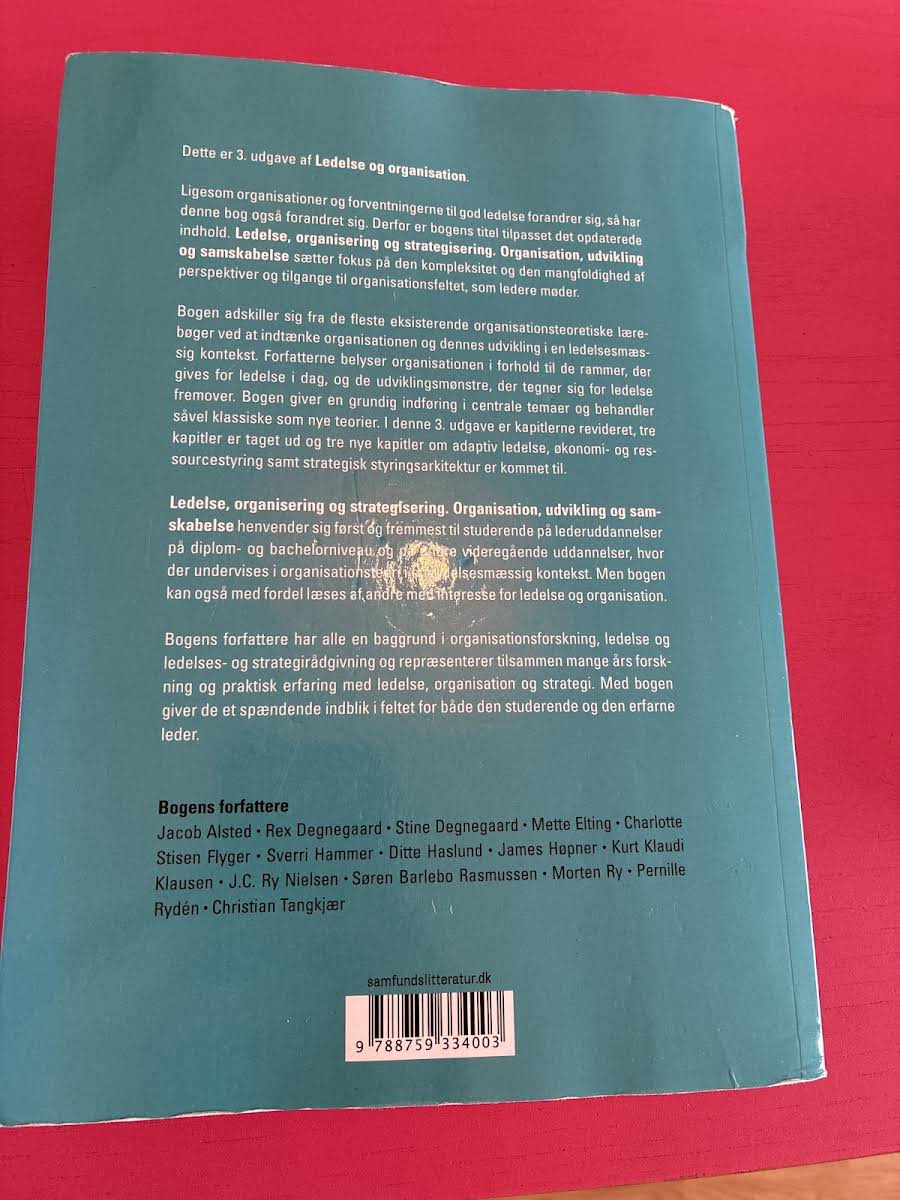 Dette er 3. udgave af Ledelse og organisation.
Ligesom organisationer og forventningerne til god ledelse forandrer sig, så har
denne bog også forandret sig. Derfor er bogens titel tilpasset det opdaterede
indhold. Ledelse, organisering og strategisering. Organisation, udvikling
og samskabelse sætter fokus på den kompleksitet og den mangfoldighed af
perspektiver og tilgange til organisationsfeltet, som ledere møder.
Bogen adskiller sig fra de fleste eksisterende organisationsteoretiske lære-
bøger ved at indtænke organisationen og dennes udvikling i en ledelsesmæs-
sig kontekst. Forfatterne belyser organisationen i forhold til de rammer, der
gives for ledelse i dag, og de udviklingsmønstre, der tegner sig for ledelse
fremover. Bogen giver en grundig indføring i centrale temaer og behandler
såvel klassiske som nye teorier. I denne 3. udgave er kapitlerne revideret, tre
kapitler er taget ud og tre nye kapitler om adaptiv ledelse, økonomi- og res-
sourcestyring samt strategisk styringsarkitektur er kommet til.
Ledelse, organisering og strategisering. Organisation, udvikling og sam-
skabelse henvender sig først og fremmest til studerende på lederuddannelser
på diplom- og bachelorniveau og på videregående uddannelser, hvor
der undervises i organisationsteori i ledelsesmæssig kontekst. Men bogen
kan også med fordel læses af andre med interesse for ledelse og organisation.
Bogens forfattere har alle en baggrund i organisationsforskning, ledelse og
ledelses- og strategirådgivning og repræsenterer tilsammen mange års forsk-
ning og praktisk erfaring med ledelse, organisation og strategi. Med bogen
giver de et spændende indblik i feltet for både den studerende og den erfarne
leder.
Bogens forfattere
Jacob Alsted • Rex Degnegaard • Stine Degnegaard • Mette Elting • Charlotte
Stisen Flyger • Sverri Hammer • Ditte Haslund • James Høpner • Kurt Klaudi
Klausen • J.C. Ry Nielsen • Søren Barlebo Rasmussen • Morten Ry • Pernille
Rydén • Christian Tangkjær
samfundslitteratur.dk
9 788759 334003